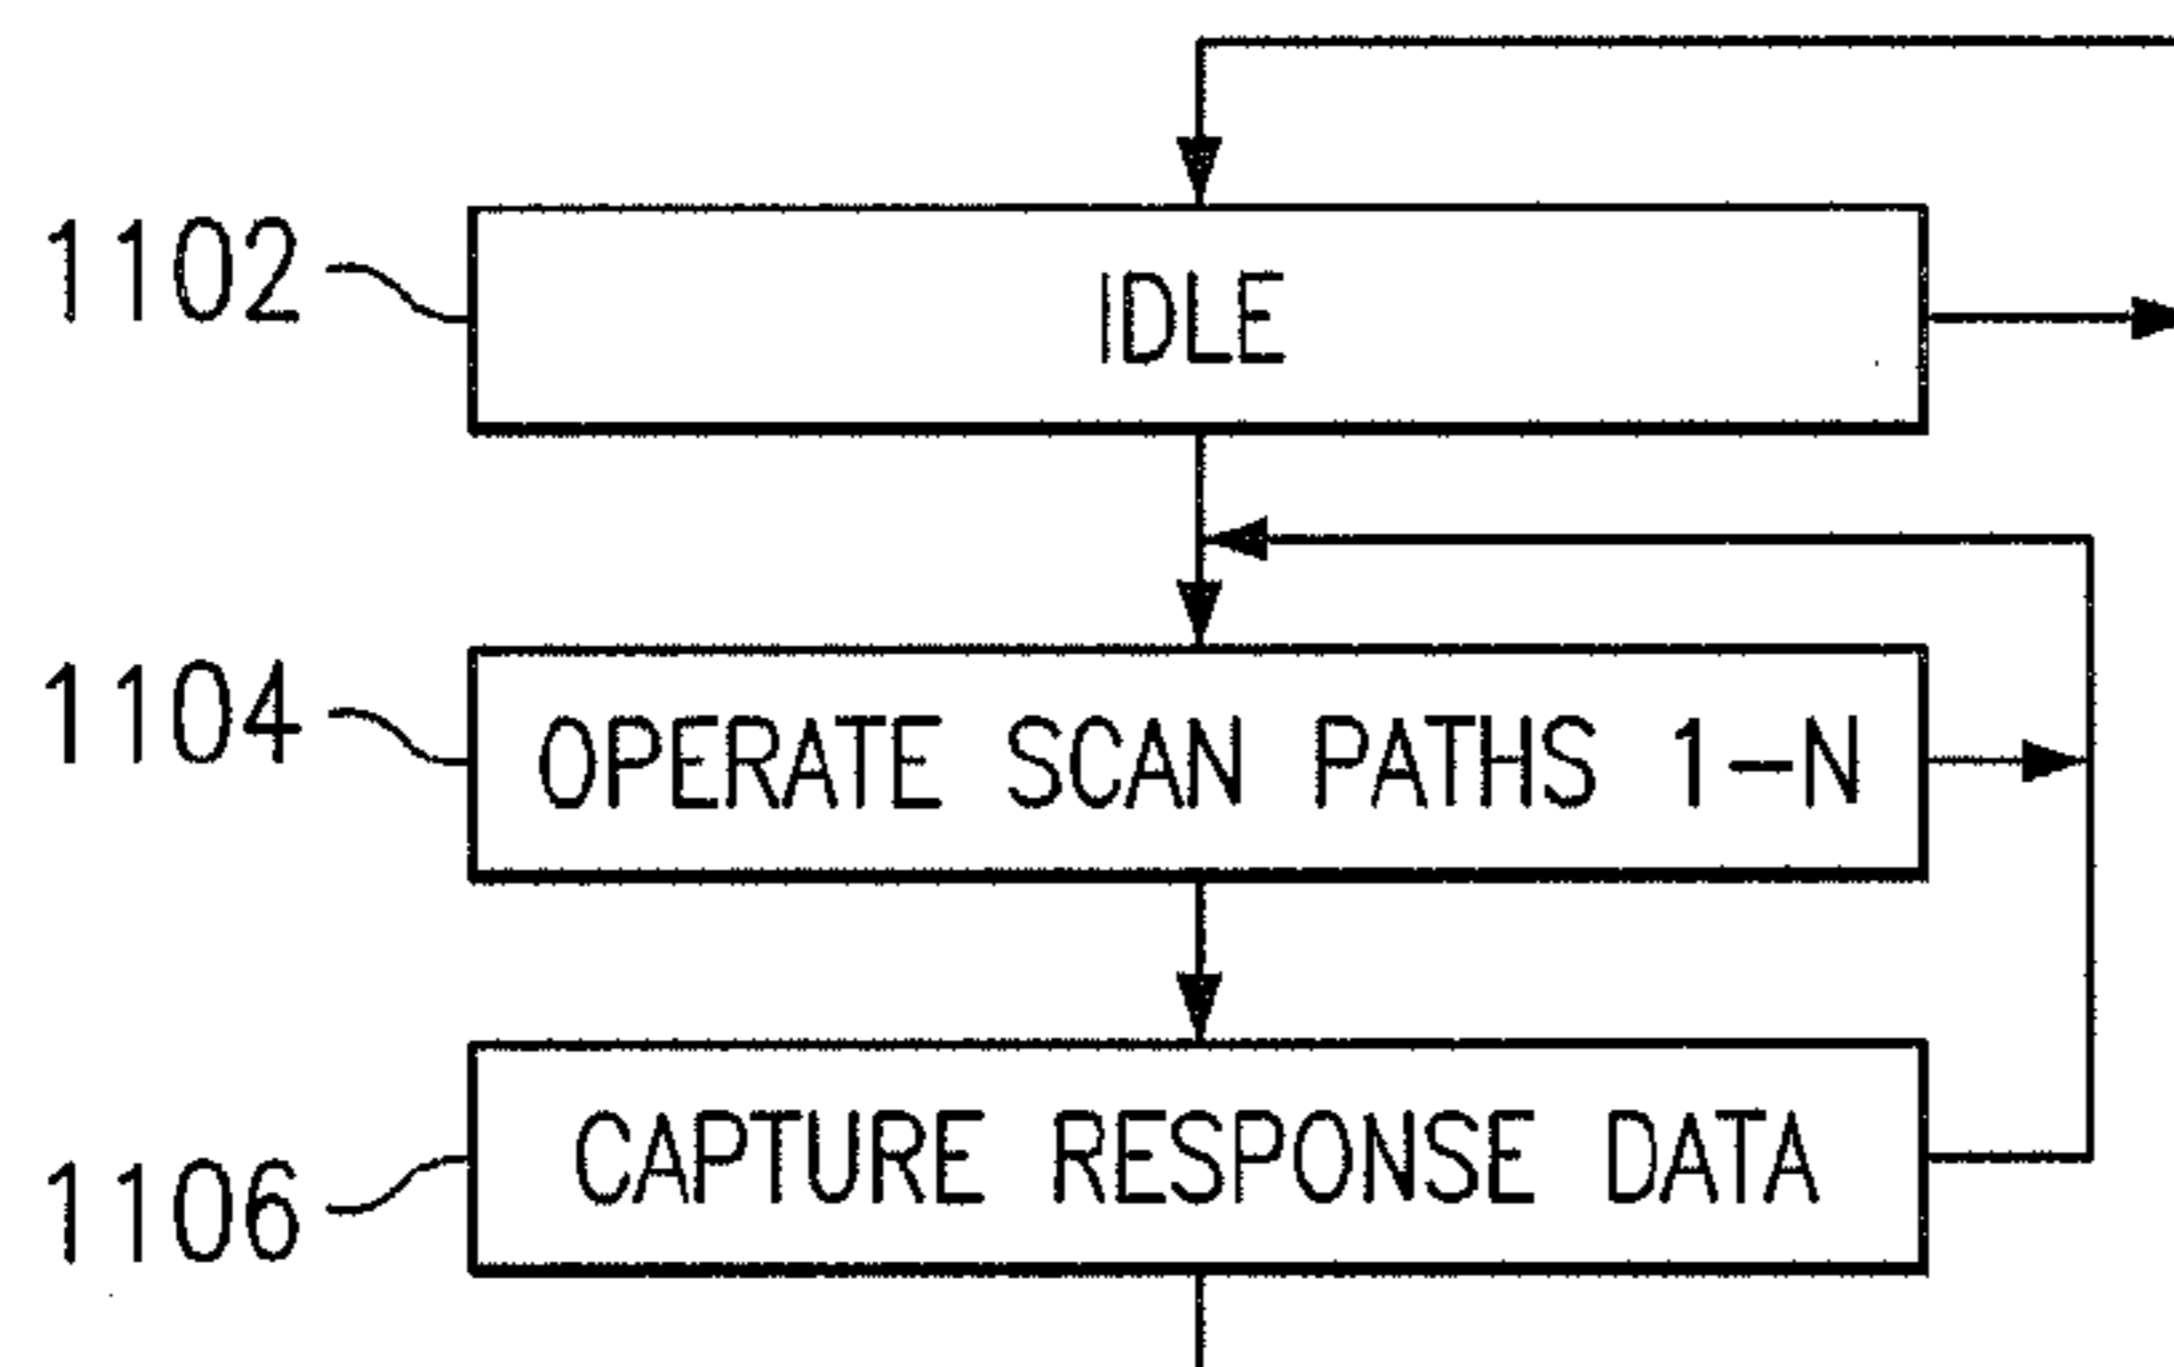 1102
IDLE
1104
OPERATE SCAN PATHS 1-N
1106
CAPTURE RESPONSE DATA